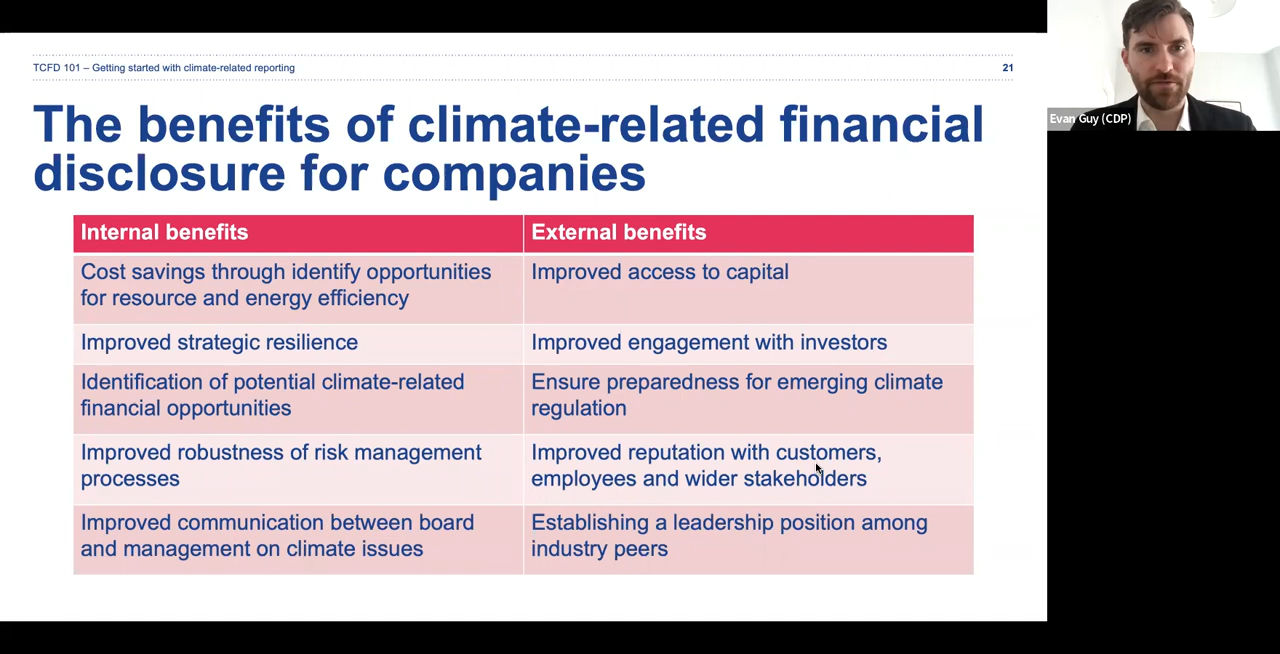 TCFD 101 – Getting started with climate-related reporting
21
The benefits of climate-related financial
disclosure for companies
Internal benefits
External benefits
Cost savings through identify opportunities
for resource and energy efficiency
Improved access to capital
Improved strategic resilience
Improved engagement with investors
Identification of potential climate-related
financial opportunities
Ensure preparedness for emerging climate
regulation
Improved robustness of risk management
processes
Improved reputation with customers,
employees and wider stakeholders
Improved communication between board
and management on climate issues
Establishing a leadership position among
industry peers
Evan Guy (CDP)